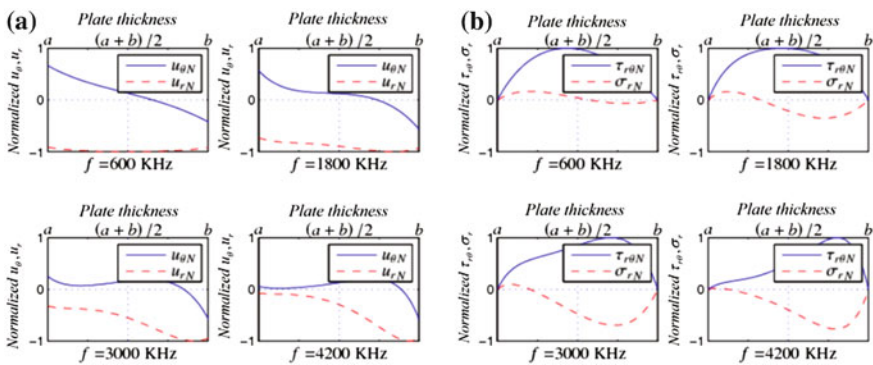 (a) Plate thickness Plate thickness (b) Plate thickness Plate thickness
a (a + b) /2 b a (a + b) /2 b a (a + b) /2 b a (a + b) /2 b
Normalized uθ,ur 1 0 −1 uθN urN
Normalized uθ,ur 1 0 −1 uθN urN
Normalized τrθ,σr 1 0 −1 τrθN σrN
Normalized τrθ,σr 1 0 −1 τrθN σrN
f =600 KHz f =1800 KHz f =600 KHz f =1800 KHz
Plate thickness Plate thickness Plate thickness Plate thickness
a (a + b) /2 b a (a + b) /2 b a (a + b) /2 b a (a + b) /2 b
Normalized uθ,ur 1 0 −1 uθN urN
Normalized uθ,ur 1 0 −1 uθN urN
Normalized τrθ,σr 1 0 −1 τrθN σrN
Normalized τrθ,σr 1 0 −1 τrθN σrN
f =3000 KHz f =4200 KHz f =3000 KHz f =4200 KHz